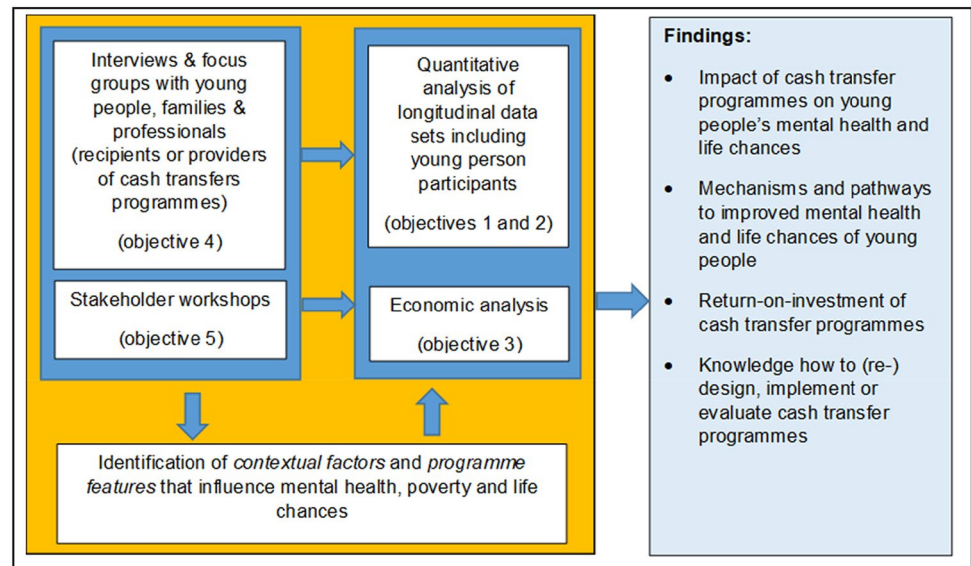 Interviews & focus
groups with young
people, families &
professionals
(recipients or providers
of cash transfers
programmes)
(objective 4)
Stakeholder workshops
(objective 5)
Quantitative
analysis of
longitudinal data
sets including
young person
participants
(objectives 1 and 2)
Economic analysis
(objective 3)
Identification of contextual factors and programme
features that influence mental health, poverty and life
chances
Findings:
• Impact of cash transfer
programmes on young
people's mental health and
life chances
• Mechanisms and pathways
to improved mental health
and life chances of young
people
• Return-on-investment of
cash transfer programmes
• Knowledge how to (re-)
design, implement or
evaluate cash transfer
programmes